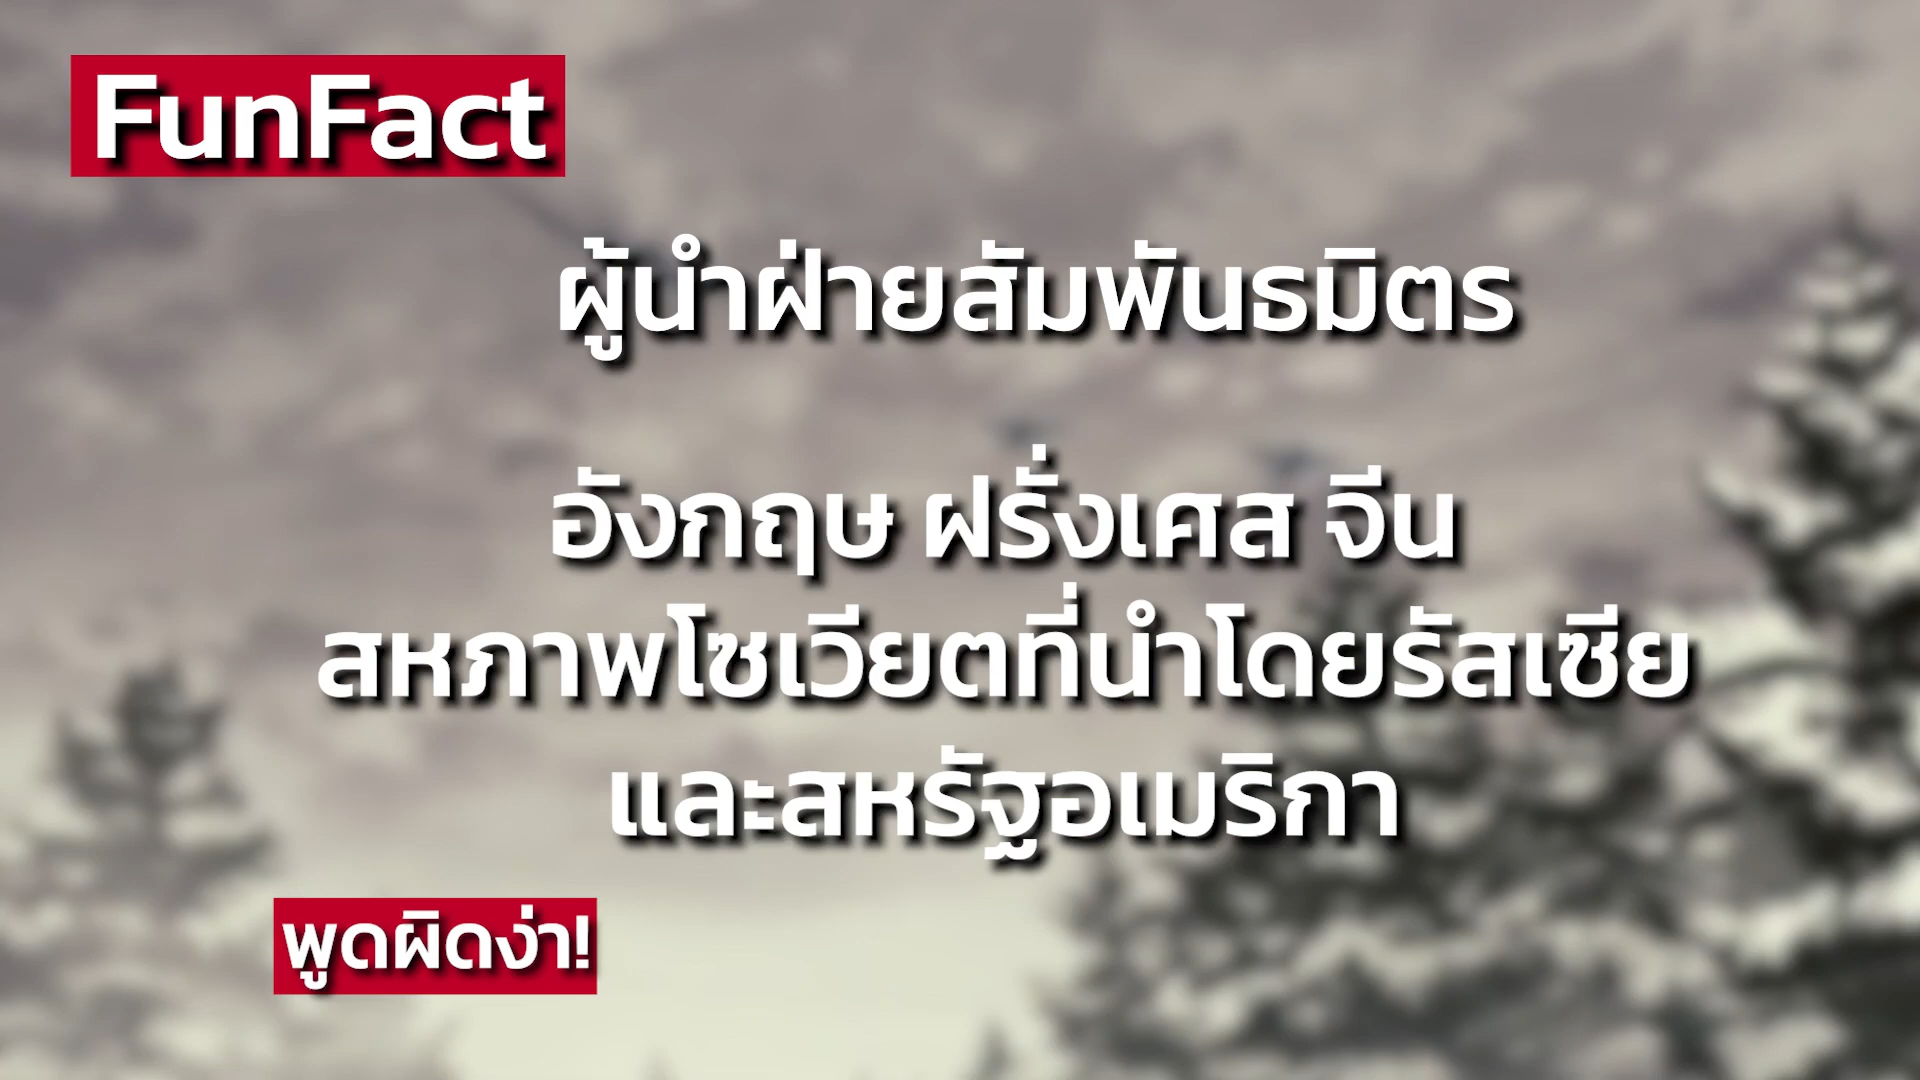 FunFact
ผู้นำฝ่ายสัมพันธมิตร
อังกฤษ ฝรั่งเศส จีน
สหภาพโซเวียตที่นำโดยรัสเซีย
และสหรัฐอเมริกา
พูดผิดง่า!